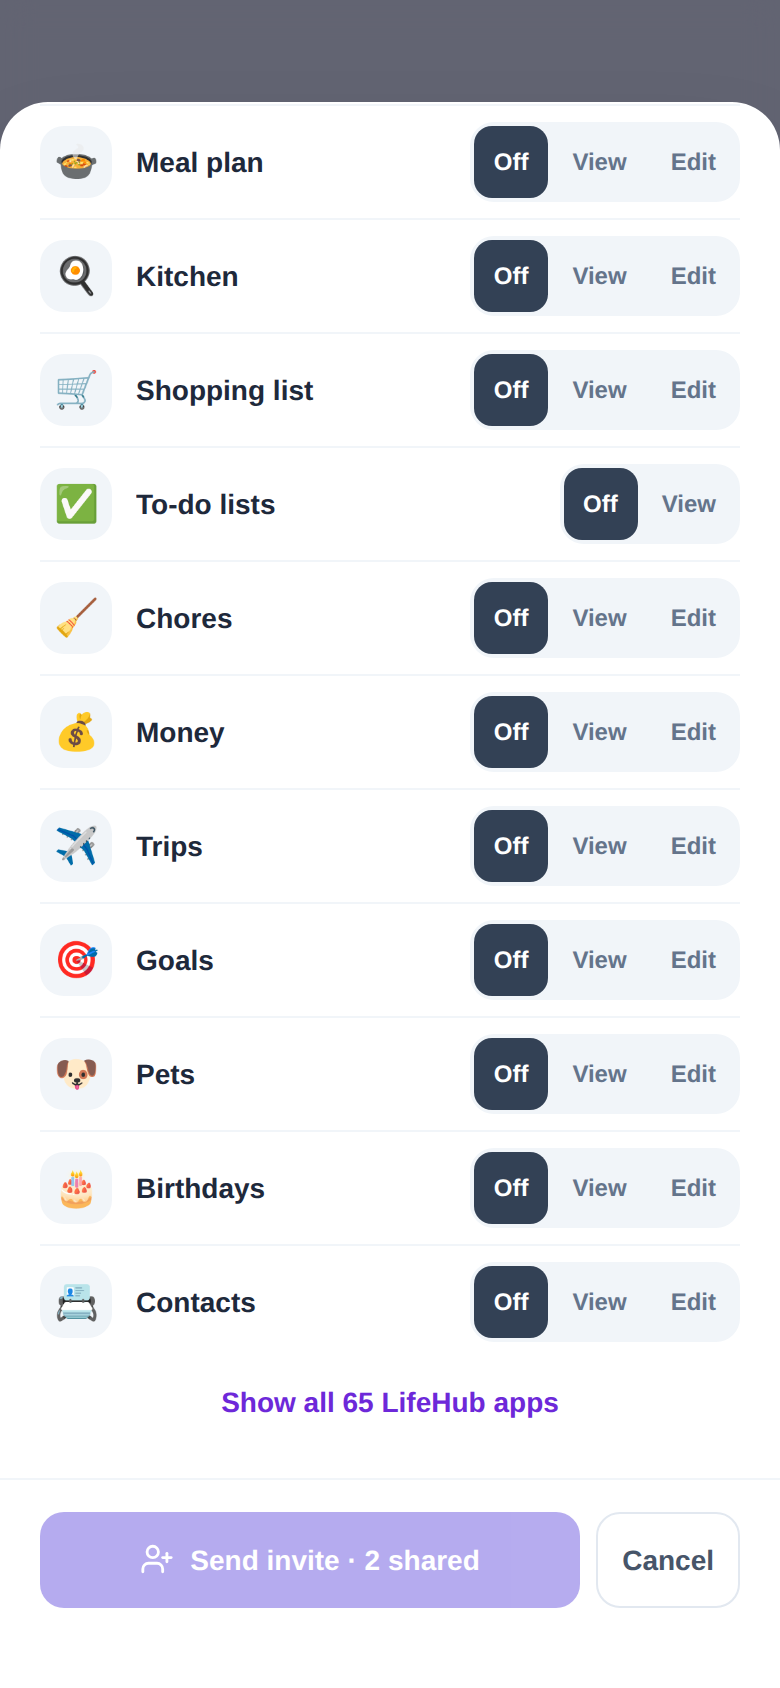 Meal plan Off View Edit
Kitchen Off View Edit
Shopping list Off View Edit
To-do lists Off View
Chores Off View Edit
Money Off View Edit
Trips Off View Edit
Goals Off View Edit
Pets Off View Edit
Birthdays Off View Edit
Contacts Off View Edit
Show all 65 LifeHub apps
Send invite · 2 shared Cancel